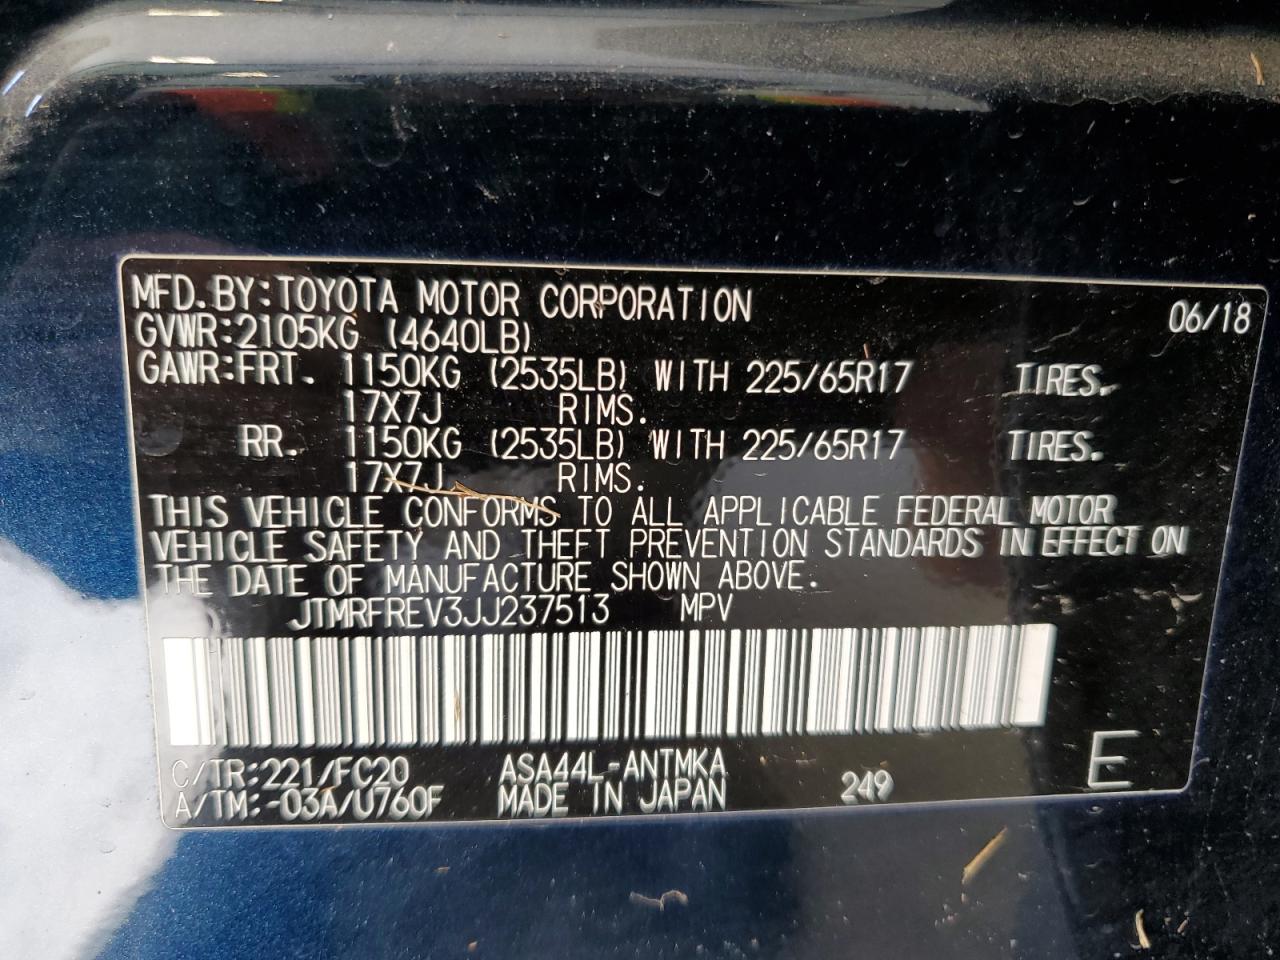 MFD.BY:TOYOTA MOTOR CORPORATION 06/18
GVWR:2105KG (4640LB)
GAWR:FRT. 1150KG (2535LB) WITH 225/65R17 TIRES.
17X7J RIMS.
RR. 1150KG (2535LB) WITH 225/65R17 TIRES.
17X7J RIMS.
THIS VEHICLE CONFORMS TO ALL APPLICABLE FEDERAL MOTOR
VEHICLE SAFETY AND THEFT PREVENTION STANDARDS IN EFFECT ON
THE DATE OF MANUFACTURE SHOWN ABOVE.
JTMRFREV3JJ237513 MPV
C/TR:221/FC20 ASA44L-ANTMKA
A/TM:-03A/U760F MADE IN JAPAN 249 E